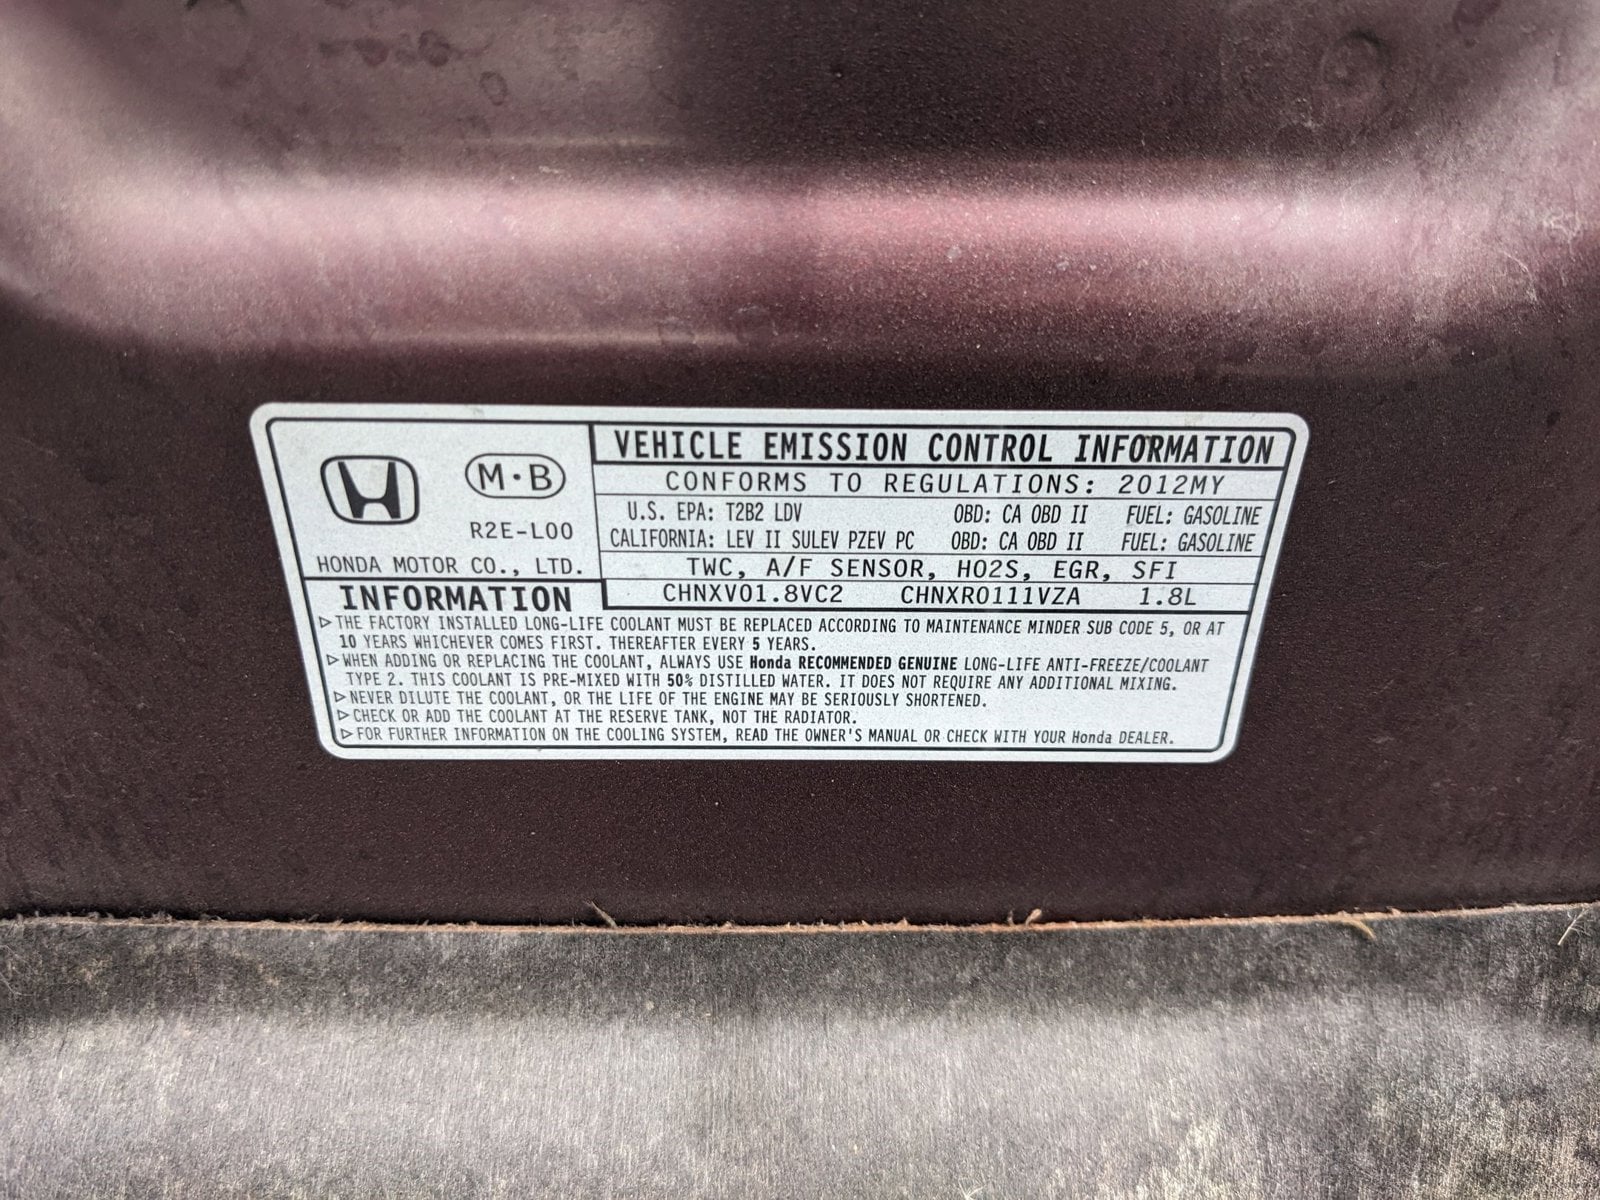 M·B
R2E-L00
HONDA MOTOR CO., LTD.
VEHICLE EMISSION CONTROL INFORMATION
CONFORMS TO REGULATIONS: 2012MY
U.S. EPA: T2B2 LDV OBD: CA OBD II FUEL: GASOLINE
CALIFORNIA: LEV II SULEV PZEV PC OBD: CA OBD II FUEL: GASOLINE
TWC, A/F SENSOR, HO2S, EGR, SFI
CHNXV01.8VC2 CHNXR0111VZA 1.8L
INFORMATION
▷THE FACTORY INSTALLED LONG-LIFE COOLANT MUST BE REPLACED ACCORDING TO MAINTENANCE MINDER SUB CODE 5, OR AT
10 YEARS WHICHEVER COMES FIRST. THEREAFTER EVERY 5 YEARS.
▷WHEN ADDING OR REPLACING THE COOLANT, ALWAYS USE Honda RECOMMENDED GENUINE LONG-LIFE ANTI-FREEZE/COOLANT
TYPE 2. THIS COOLANT IS PRE-MIXED WITH 50% DISTILLED WATER. IT DOES NOT REQUIRE ANY ADDITIONAL MIXING.
▷NEVER DILUTE THE COOLANT, OR THE LIFE OF THE ENGINE MAY BE SERIOUSLY SHORTENED.
▷CHECK OR ADD THE COOLANT AT THE RESERVE TANK, NOT THE RADIATOR.
▷FOR FURTHER INFORMATION ON THE COOLING SYSTEM, READ THE OWNER'S MANUAL OR CHECK WITH YOUR Honda DEALER.